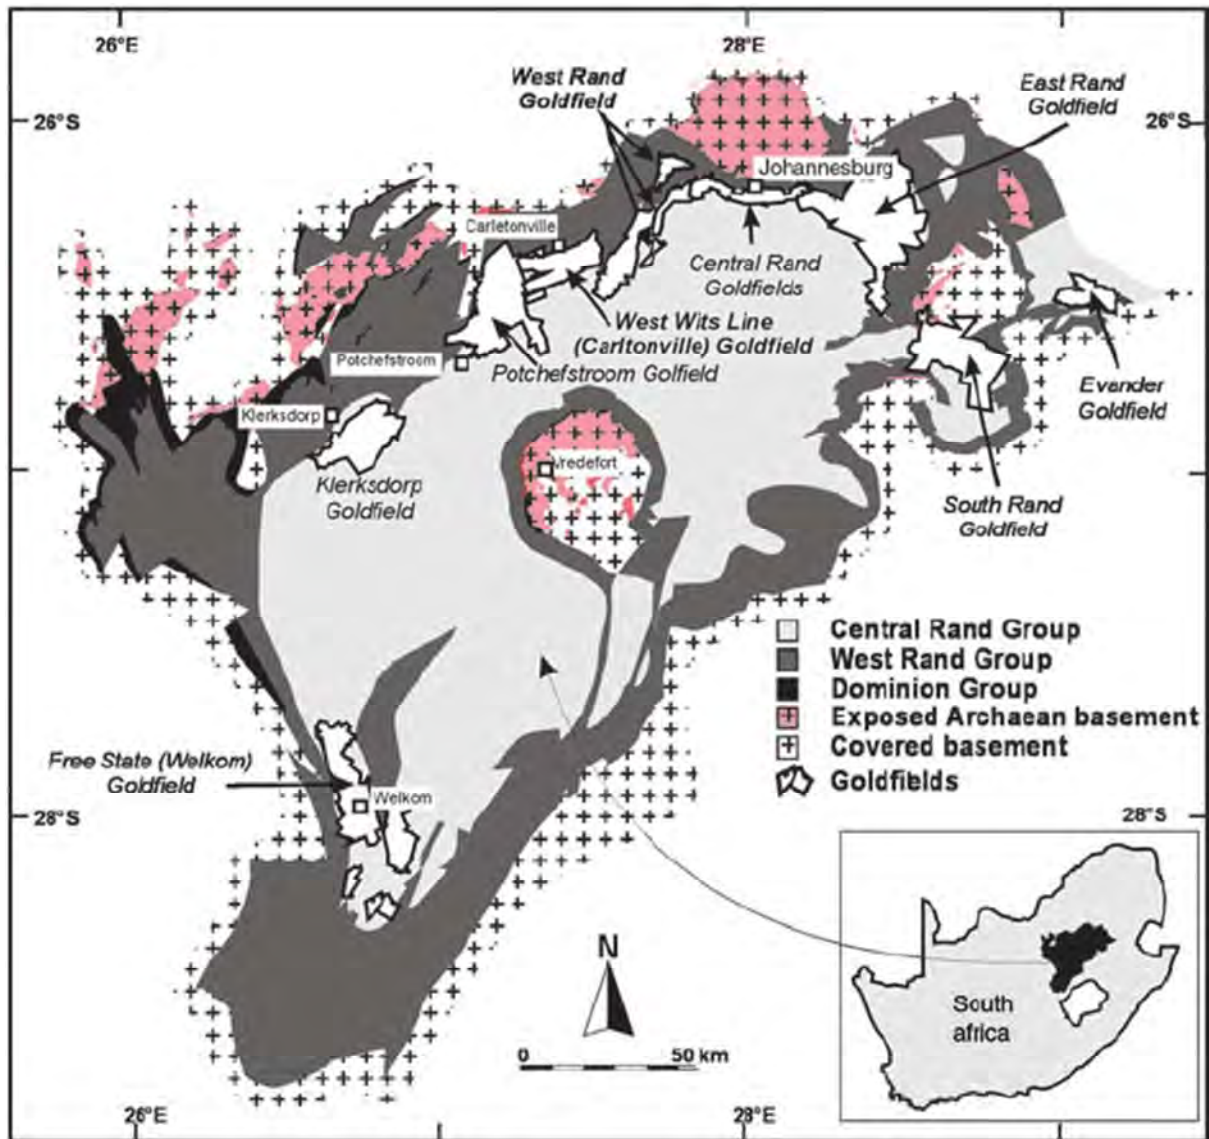 26°E
28°E
West Rand
Goldfield
East Rand
Goldfield
26°S
26°S
Johannesburg
Carletonville
Central Rand
Goldfields
West Wits Line
(Carltonville) Goldfield
Potchefstroom
Potchefstroom Golfield
Evander
Goldfield
Klerksdorp
Vredefort
Klerksdorp
Goldfield
South Rand
Goldfield
Central Rand Group
West Rand Group
Dominion Group
Exposed Archaean basement
Covered basement
Goldfields
Free State (Welkom)
Goldfield
Welkom
28°S
28°S
N
South
africa
0 50 km
26°E
28°E